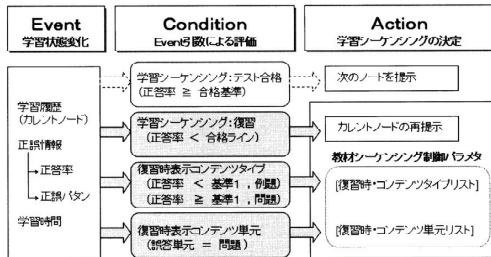 Event
学習状態変化
Condition
Event引数による評価
Action
学習シーケンシングの決定
学習履歴
(カレントノード)
正誤情報
正答率
正誤パタン
学習時間
学習シーケンシング:テスト合格
(正答率 ≧ 合格基準)
学習シーケンシング:復習
(正答率 < 合格ライン)
復習時表示コンテンツタイプ
(正答率 < 基準1 , 例題)
(正答率 ≧ 基準1 , 問題)
復習時表示コンテンツ単元
(誤答単元 = 問題)
次のノードを提示
カレントノードの再提示
教材シーケンシング制御パラメタ
[復習時・コンテンツタイプリスト]
[復習時・コンテンツ単元リスト]